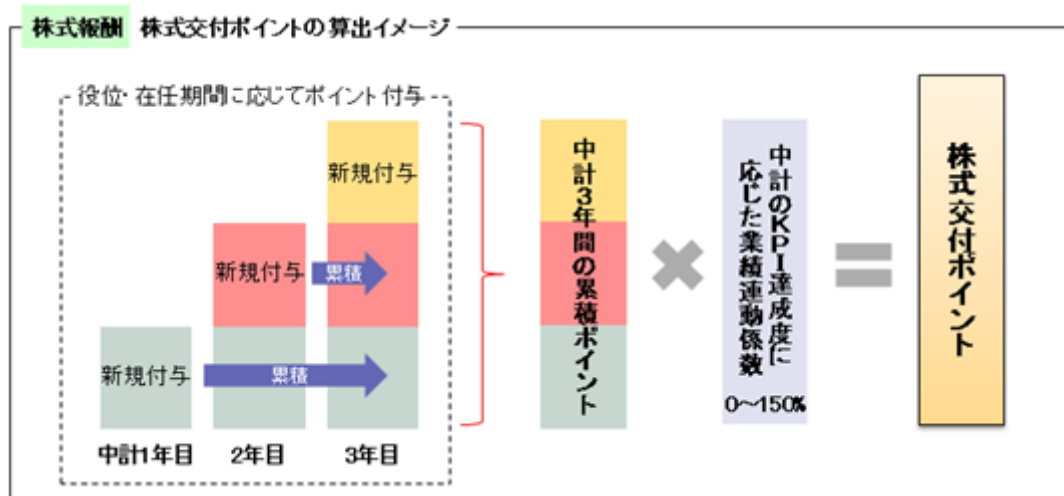 株式報酬 株式交付ポイントの算出イメージ
役位・在任期間に応じてポイント付与
新規付与
新規付与
累積
新規付与
累積
中計1年目
2年目
3年目
中計3年間の累積ポイント
×
中計のKPI達成度に
応じた業績連動係数
0～150%
＝
株式交付ポイント